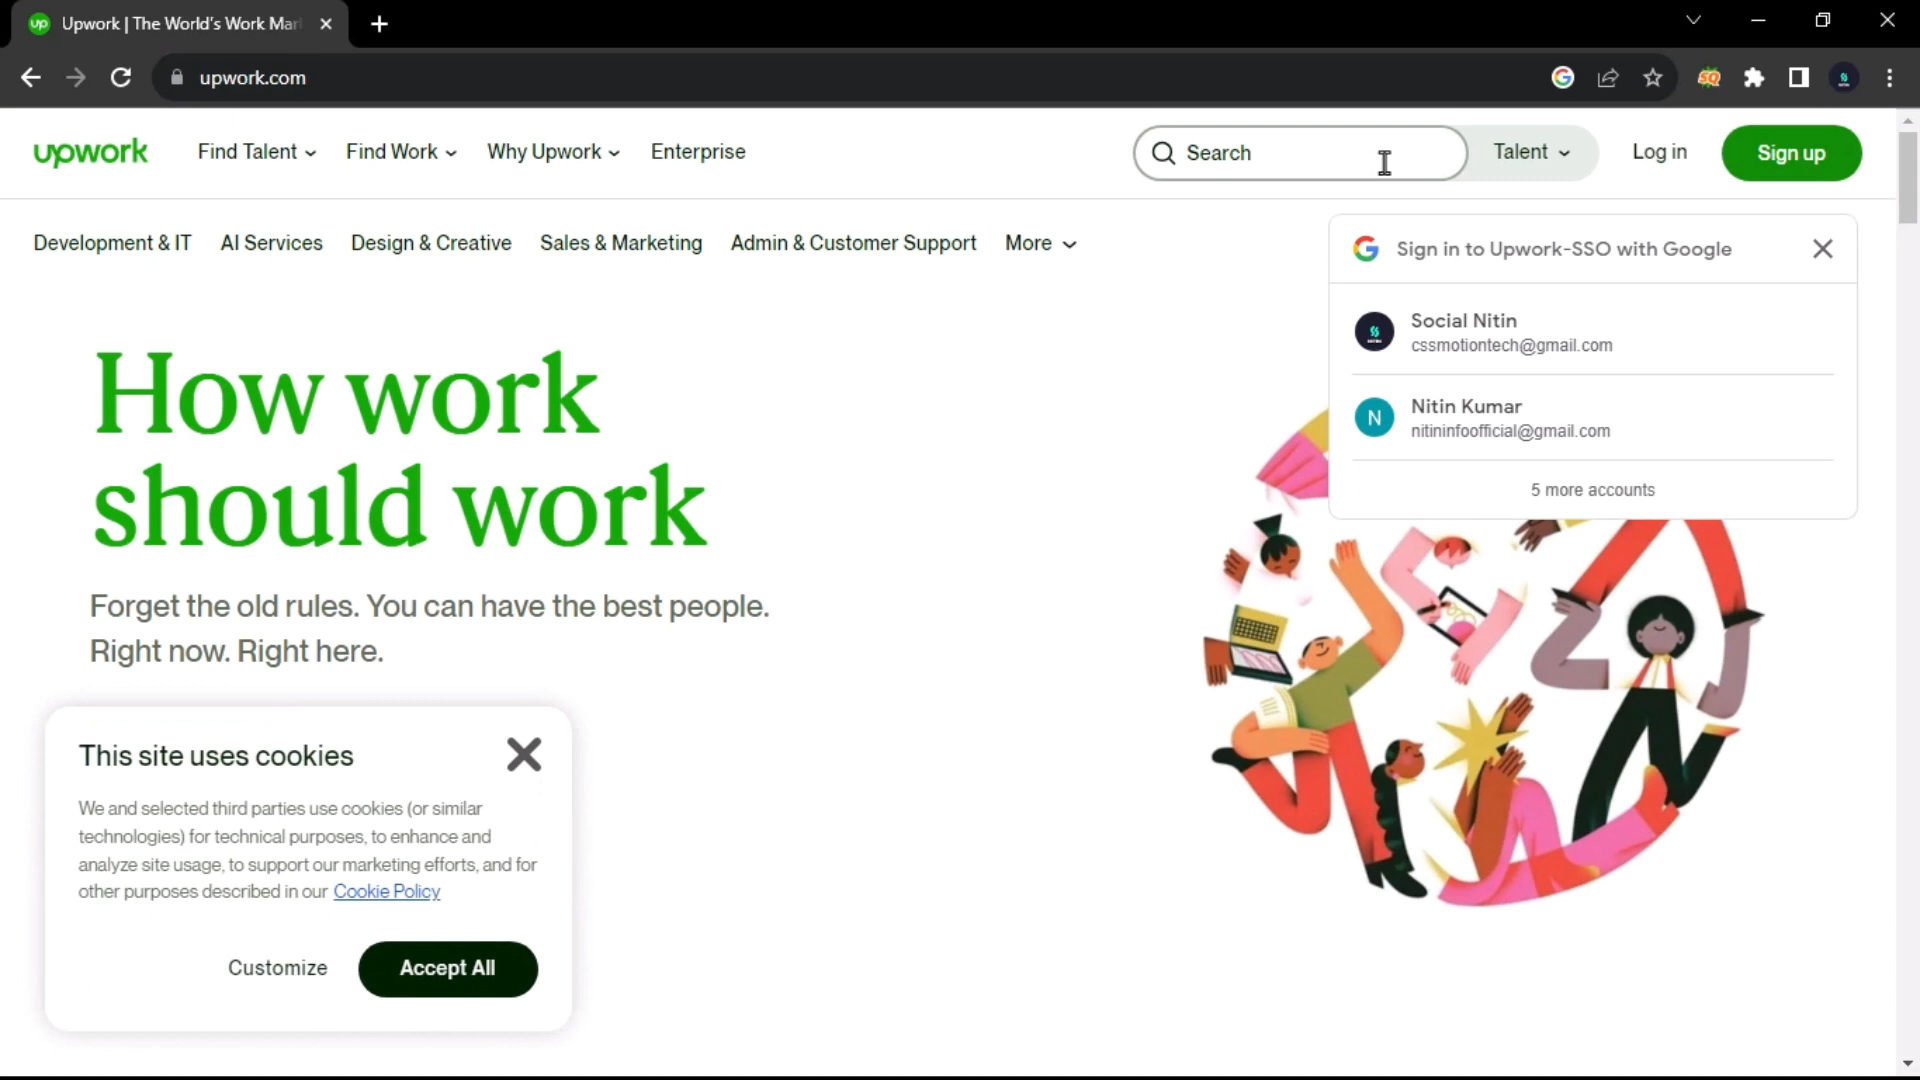 up Upwork | The World's Work Mar
upwork.com
upwork Find Talent Find Work Why Upwork Enterprise Search Talent Log in Sign up
Development & IT AI Services Design & Creative Sales & Marketing Admin & Customer Support More
Sign in to Upwork-SSO with Google
Social Nitin
cssmotiontech@gmail.com
N Nitin Kumar
nitininfoofficial@gmail.com
5 more accounts
How work
should work
Forget the old rules. You can have the best people.
Right now. Right here.
This site uses cookies
We and selected third parties use cookies (or similar
technologies) for technical purposes, to enhance and
analyze site usage, to support our marketing efforts, and for
other purposes described in our Cookie Policy
Customize Accept All